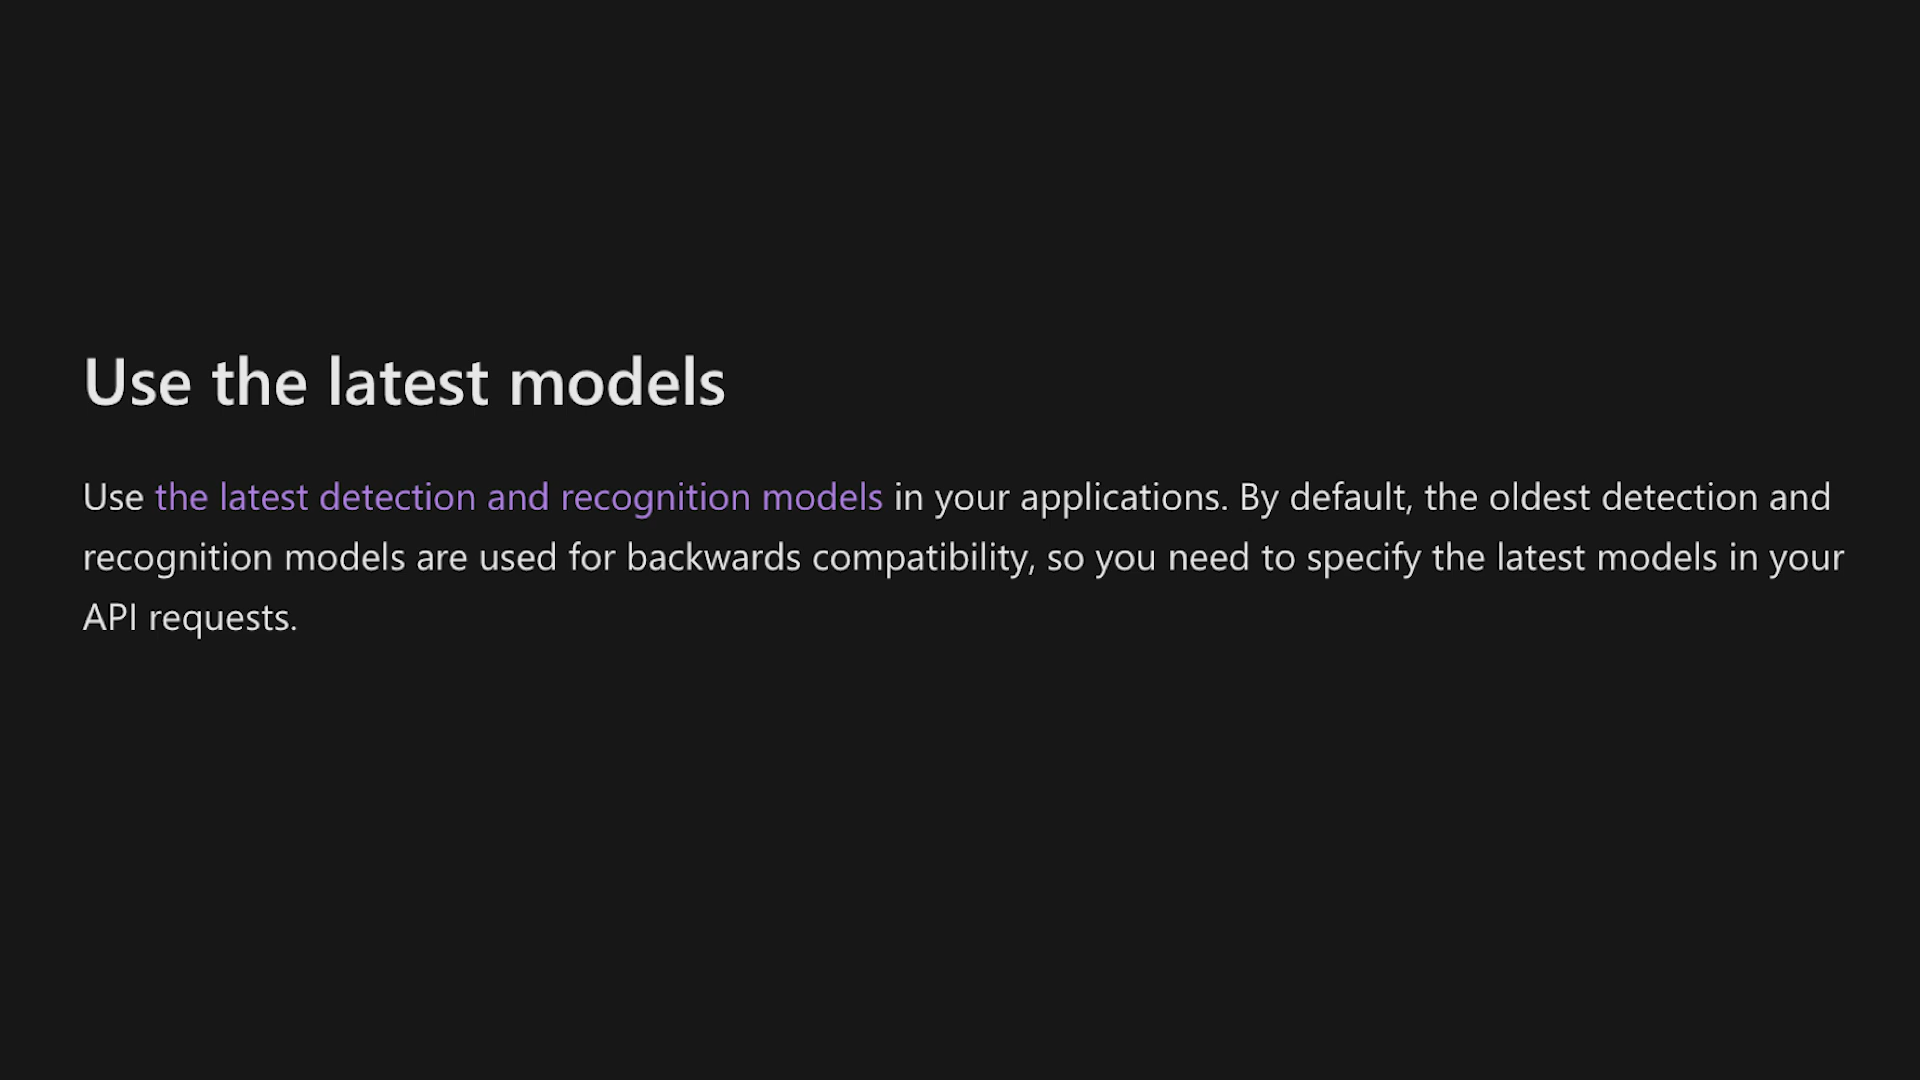 Use the latest models
Use the latest detection and recognition models in your applications. By default, the oldest detection and
recognition models are used for backwards compatibility, so you need to specify the latest models in your
API requests.